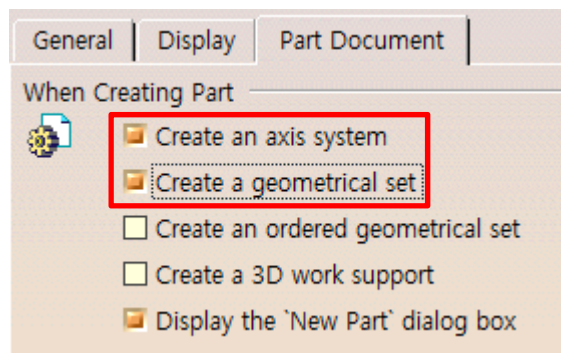 General Display Part Document
When Creating Part
Create an axis system
Create a geometrical set
Create an ordered geometrical set
Create a 3D work support
Display the `New Part` dialog box